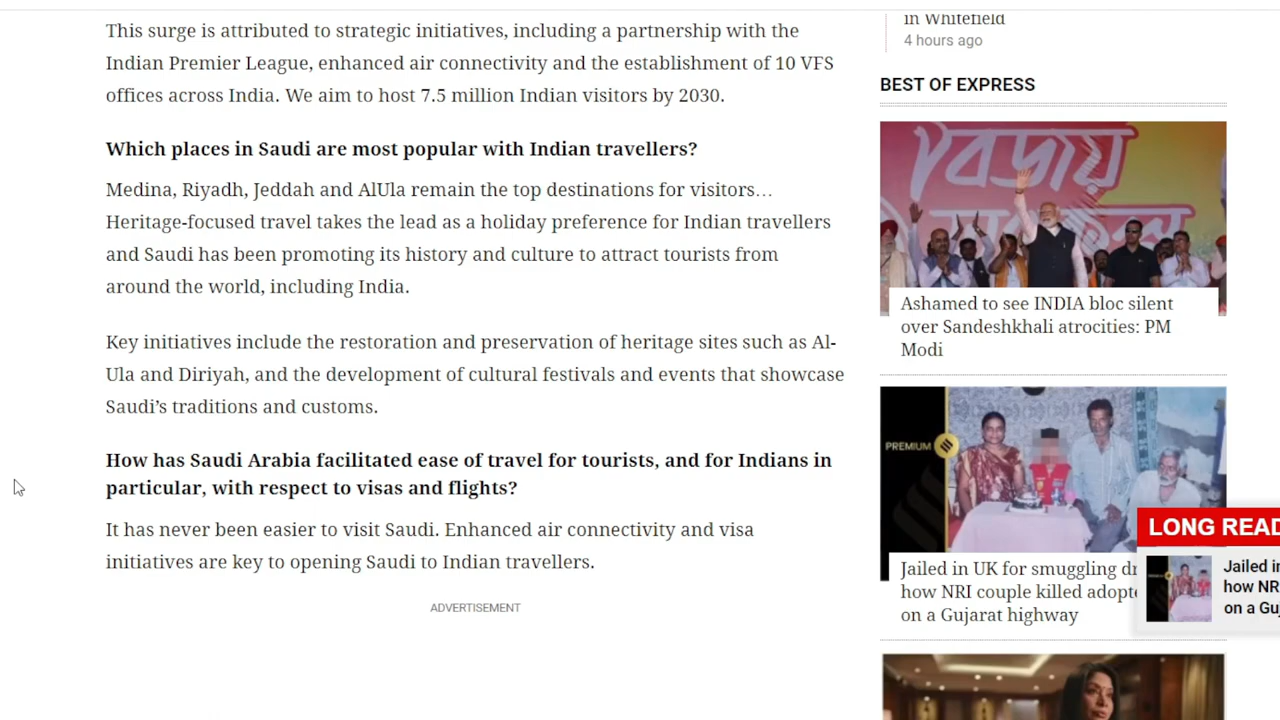 This surge is attributed to strategic initiatives, including a partnership with the
Indian Premier League, enhanced air connectivity and the establishment of 10 VFS
offices across India. We aim to host 7.5 million Indian visitors by 2030.
Which places in Saudi are most popular with Indian travellers?
Medina, Riyadh, Jeddah and AlUla remain the top destinations for visitors…
Heritage-focused travel takes the lead as a holiday preference for Indian travellers
and Saudi has been promoting its history and culture to attract tourists from
around the world, including India.
Key initiatives include the restoration and preservation of heritage sites such as Al-
Ula and Diriyah, and the development of cultural festivals and events that showcase
Saudi’s traditions and customs.
How has Saudi Arabia facilitated ease of travel for tourists, and for Indians in
particular, with respect to visas and flights?
It has never been easier to visit Saudi. Enhanced air connectivity and visa
initiatives are key to opening Saudi to Indian travellers.
ADVERTISEMENT
in Whitefield
4 hours ago
BEST OF EXPRESS
বিজয়
Ashamed to see INDIA bloc silent
over Sandeshkhali atrocities: PM
Modi
PREMIUM
Jailed in UK for smuggling
how NRI couple killed
on a Gujarat highway
LONG READ
Jailed
how
on a